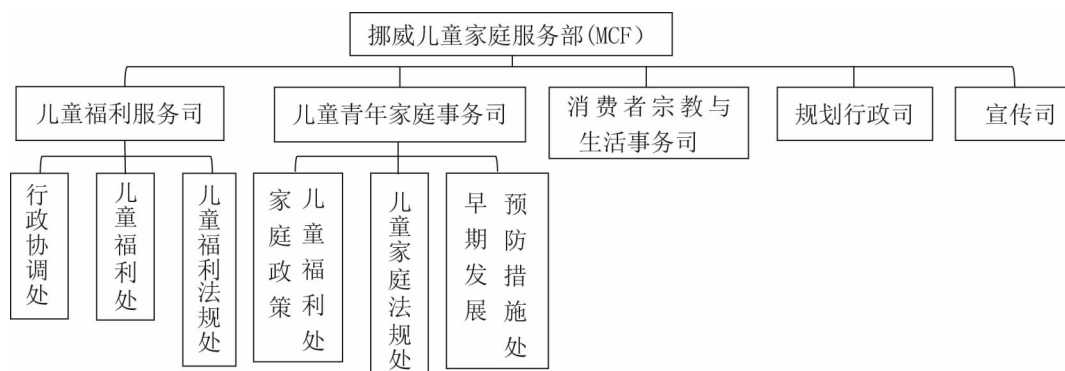 挪威儿童家庭服务部(MCF）
儿童福利服务司
儿童青年家庭事务司
消费者宗教与
生活事务司
规划行政司
宣传司
行政协调处
儿童福利处
儿童福利法规处
家庭政策
儿童福利处
儿童家庭法规处
早期发展
预防措施处